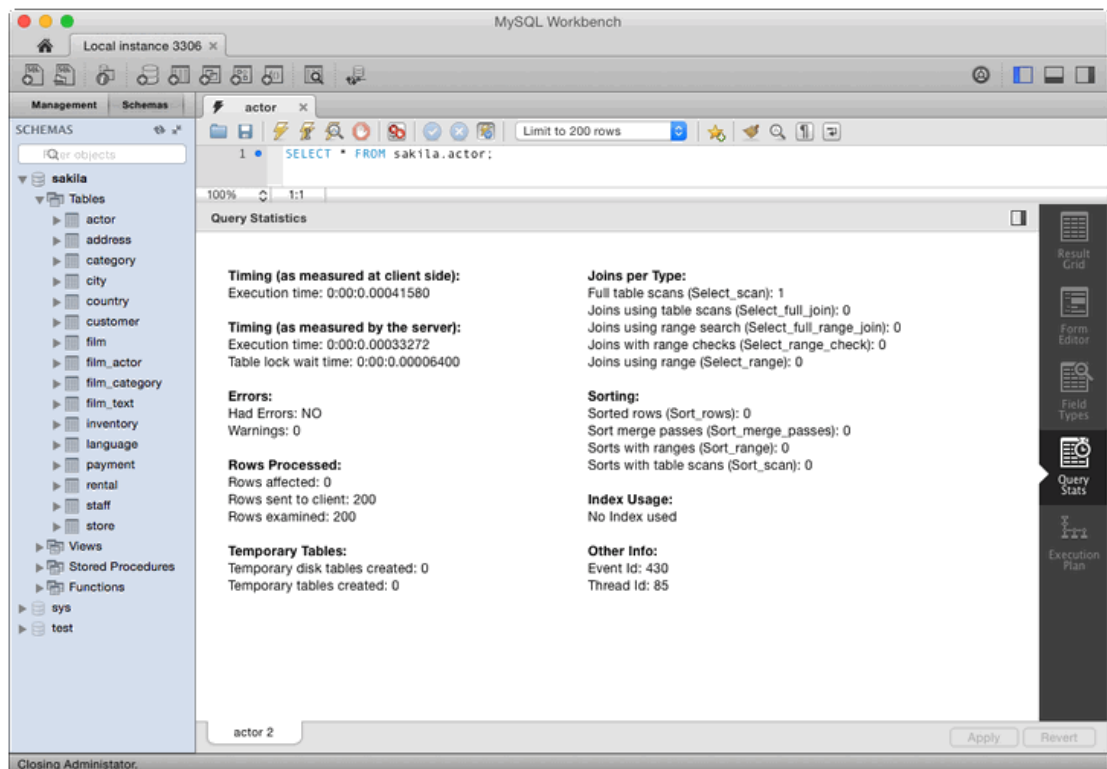 MySQL Workbench
Local instance 3306 ×
Management Schemas
actor ×
SCHEMAS
Limit to 200 rows
Filter objects
1 SELECT * FROM sakila.actor;
sakila
100% 1:1
Tables
Query Statistics
actor
address
category
city
country
customer
film
film_actor
film_category
film_text
inventory
language
payment
rental
staff
store
Views
Stored Procedures
Functions
sys
test
Timing (as measured at client side):
Execution time: 0:00:0.00041580
Timing (as measured by the server):
Execution time: 0:00:0.00033272
Table lock wait time: 0:00:0.00006400
Errors:
Had Errors: NO
Warnings: 0
Rows Processed:
Rows affected: 0
Rows sent to client: 200
Rows examined: 200
Temporary Tables:
Temporary disk tables created: 0
Temporary tables created: 0
Joins per Type:
Full table scans (Select_scan): 1
Joins using table scans (Select_full_join): 0
Joins using range search (Select_full_range_join): 0
Joins with range checks (Select_range_check): 0
Joins using range (Select_range): 0
Sorting:
Sorted rows (Sort_rows): 0
Sort merge passes (Sort_merge_passes): 0
Sorts with ranges (Sort_range): 0
Sorts with table scans (Sort_scan): 0
Index Usage:
No Index used
Other Info:
Event Id: 430
Thread Id: 85
Result
Grid
Form
Editor
Field
Types
Query
Stats
Execution
Plan
actor 2
Apply Revert
Closing Administator.